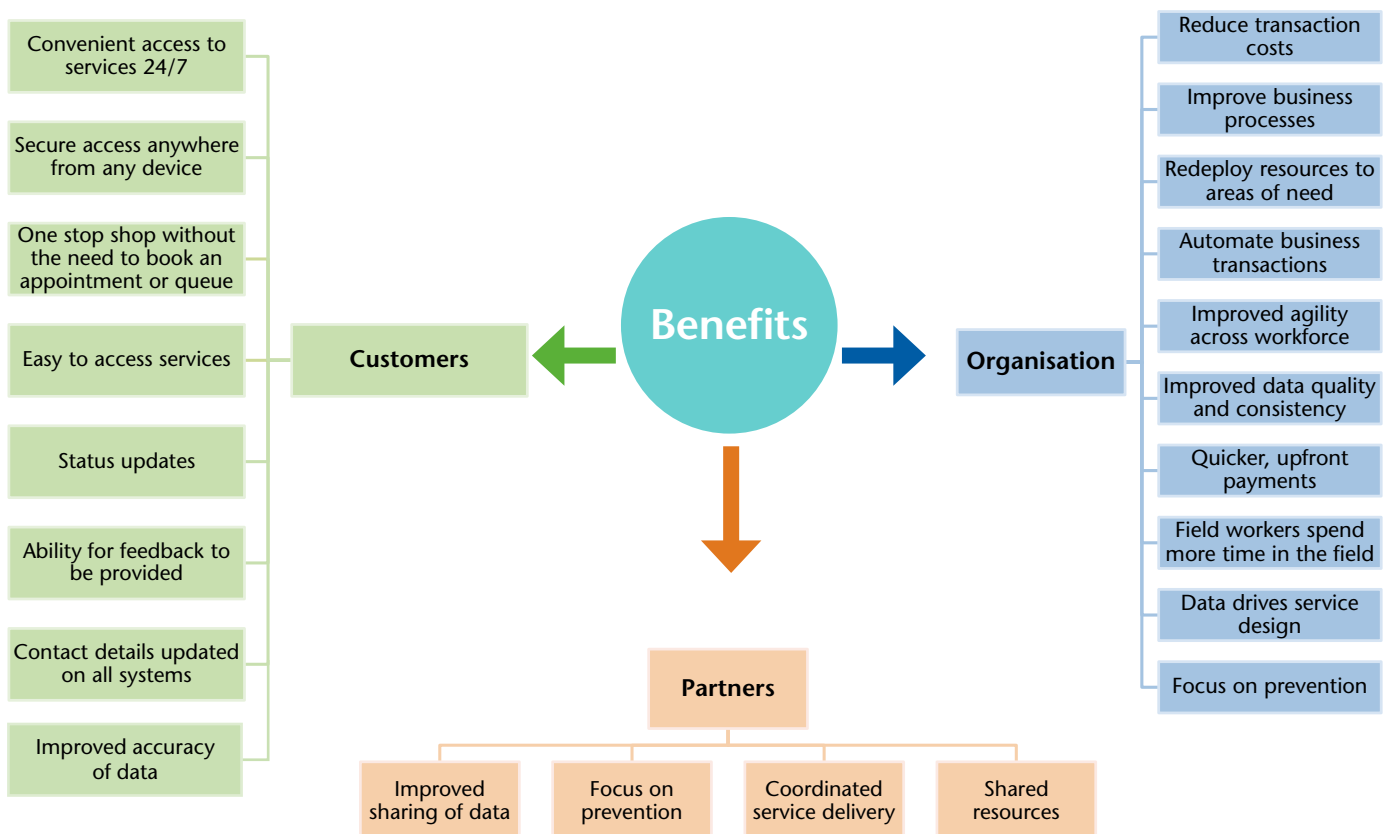 Benefits
Customers
Convenient access to
services 24/7
Secure access anywhere
from any device
One stop shop without
the need to book an
appointment or queue
Easy to access services
Status updates
Ability for feedback to
be provided
Contact details updated
on all systems
Improved accuracy
of data
Organisation
Reduce transaction
costs
Improve business
processes
Redeploy resources to
areas of need
Automate business
transactions
Improved agility
across workforce
Improved data quality
and consistency
Quicker, upfront
payments
Field workers spend
more time in the field
Data drives service
design
Focus on prevention
Partners
Improved
sharing of data
Focus on
prevention
Coordinated
service delivery
Shared
resources